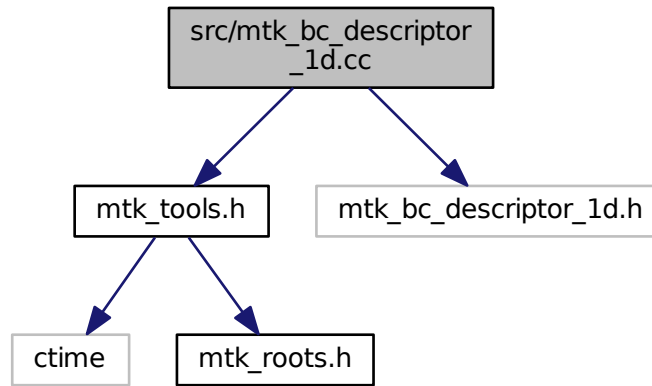 src/mtk_bc_descriptor
_1d.cc
mtk_tools.h
mtk_bc_descriptor_1d.h
ctime
mtk_roots.h